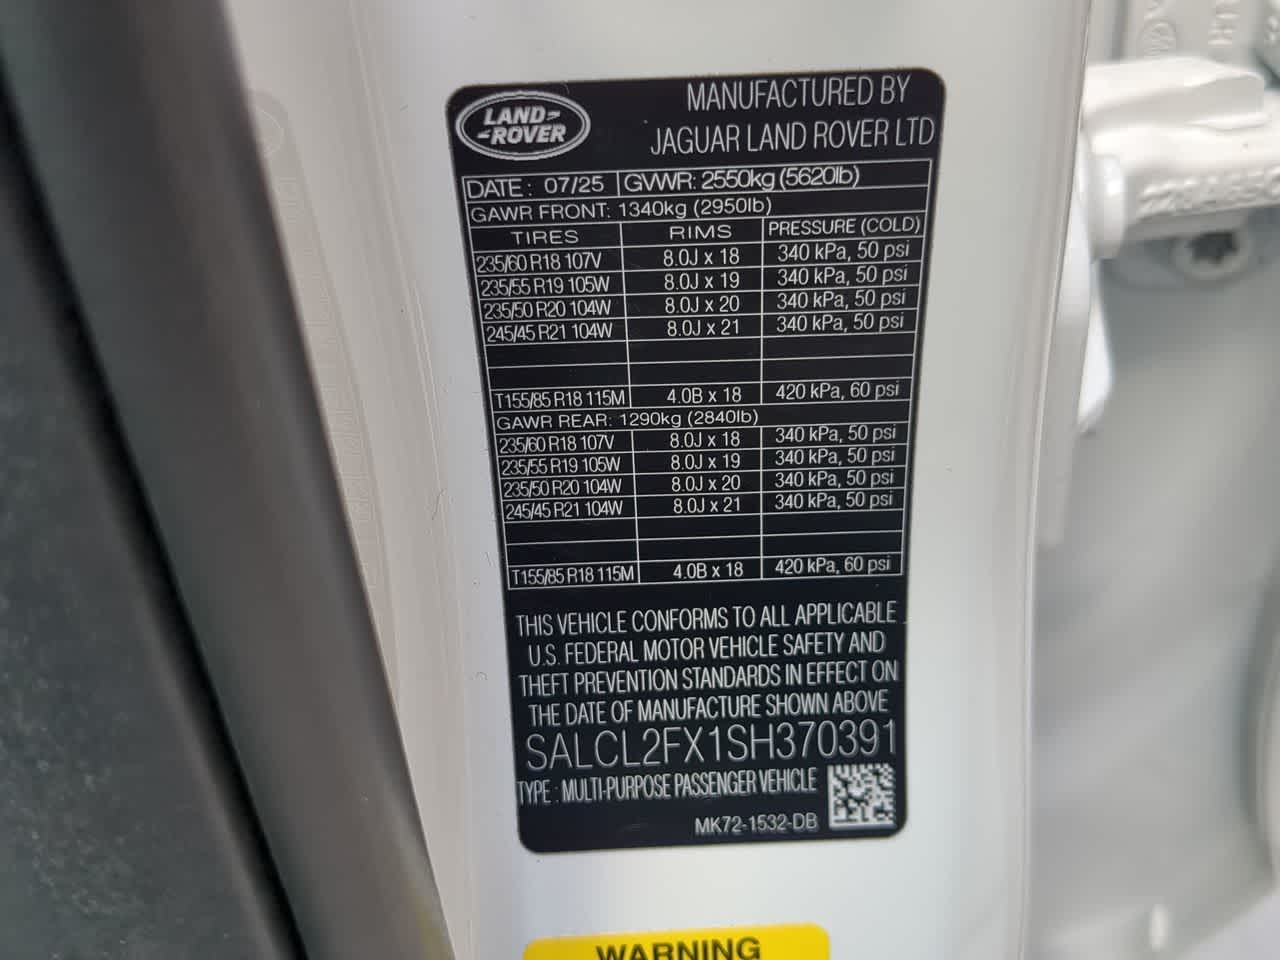 LAND-
-ROVER
MANUFACTURED BY
JAGUAR LAND ROVER LTD
DATE: 07/25 GVWR: 2550kg (5620lb)
GAWR FRONT: 1340kg (2950lb)
TIRES RIMS PRESSURE (COLD)
235/60 R18 107V 8.0J x 18 340 kPa, 50 psi
235/55 R19 105W 8.0J x 19 340 kPa, 50 psi
235/50 R20 104W 8.0J x 20 340 kPa, 50 psi
245/45 R21 104W 8.0J x 21 340 kPa, 50 psi
T155/85 R18 115M 4.0B x 18 420 kPa, 60 psi
GAWR REAR: 1290kg (2840lb)
235/60 R18 107V 8.0J x 18 340 kPa, 50 psi
235/55 R19 105W 8.0J x 19 340 kPa, 50 psi
235/50 R20 104W 8.0J x 20 340 kPa, 50 psi
245/45 R21 104W 8.0J x 21 340 kPa, 50 psi
T155/85 R18 115M 4.0B x 18 420 kPa, 60 psi
THIS VEHICLE CONFORMS TO ALL APPLICABLE
U.S. FEDERAL MOTOR VEHICLE SAFETY AND
THEFT PREVENTION STANDARDS IN EFFECT ON
THE DATE OF MANUFACTURE SHOWN ABOVE
SALCL2FX1SH370391
TYPE : MULTI-PURPOSE PASSENGER VEHICLE
MK72-1532-DB
WARNING